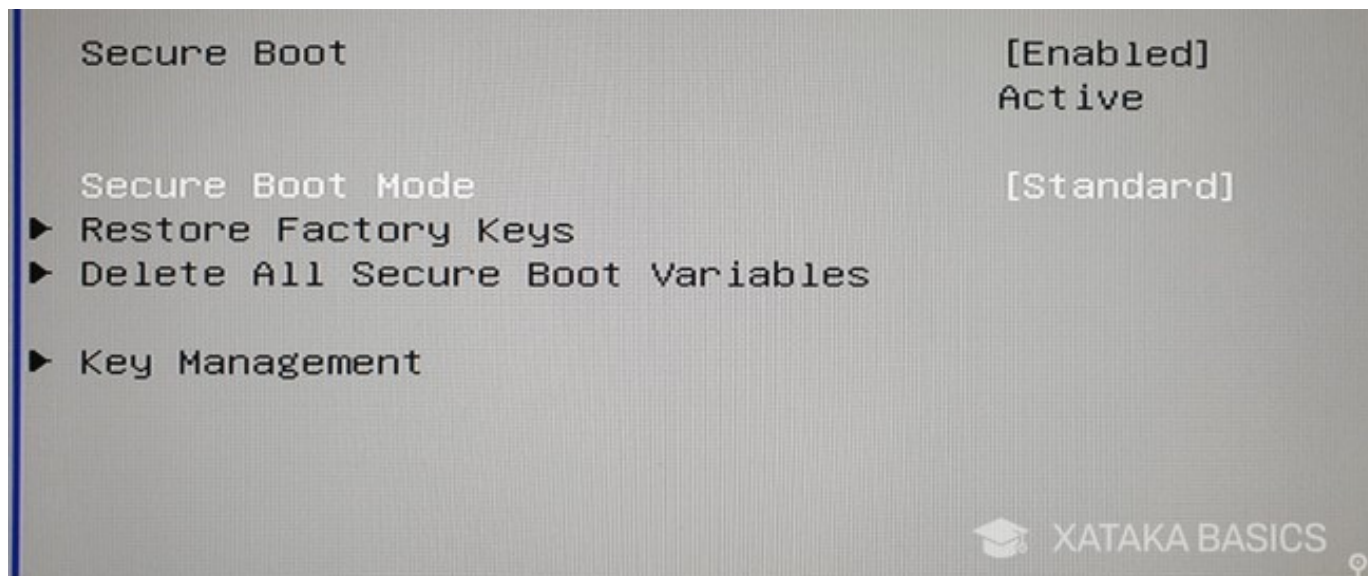 Secure Boot [Enabled]
Active
Secure Boot Mode [Standard]
Restore Factory Keys
Delete All Secure Boot Variables
Key Management
XATAKA BASICS